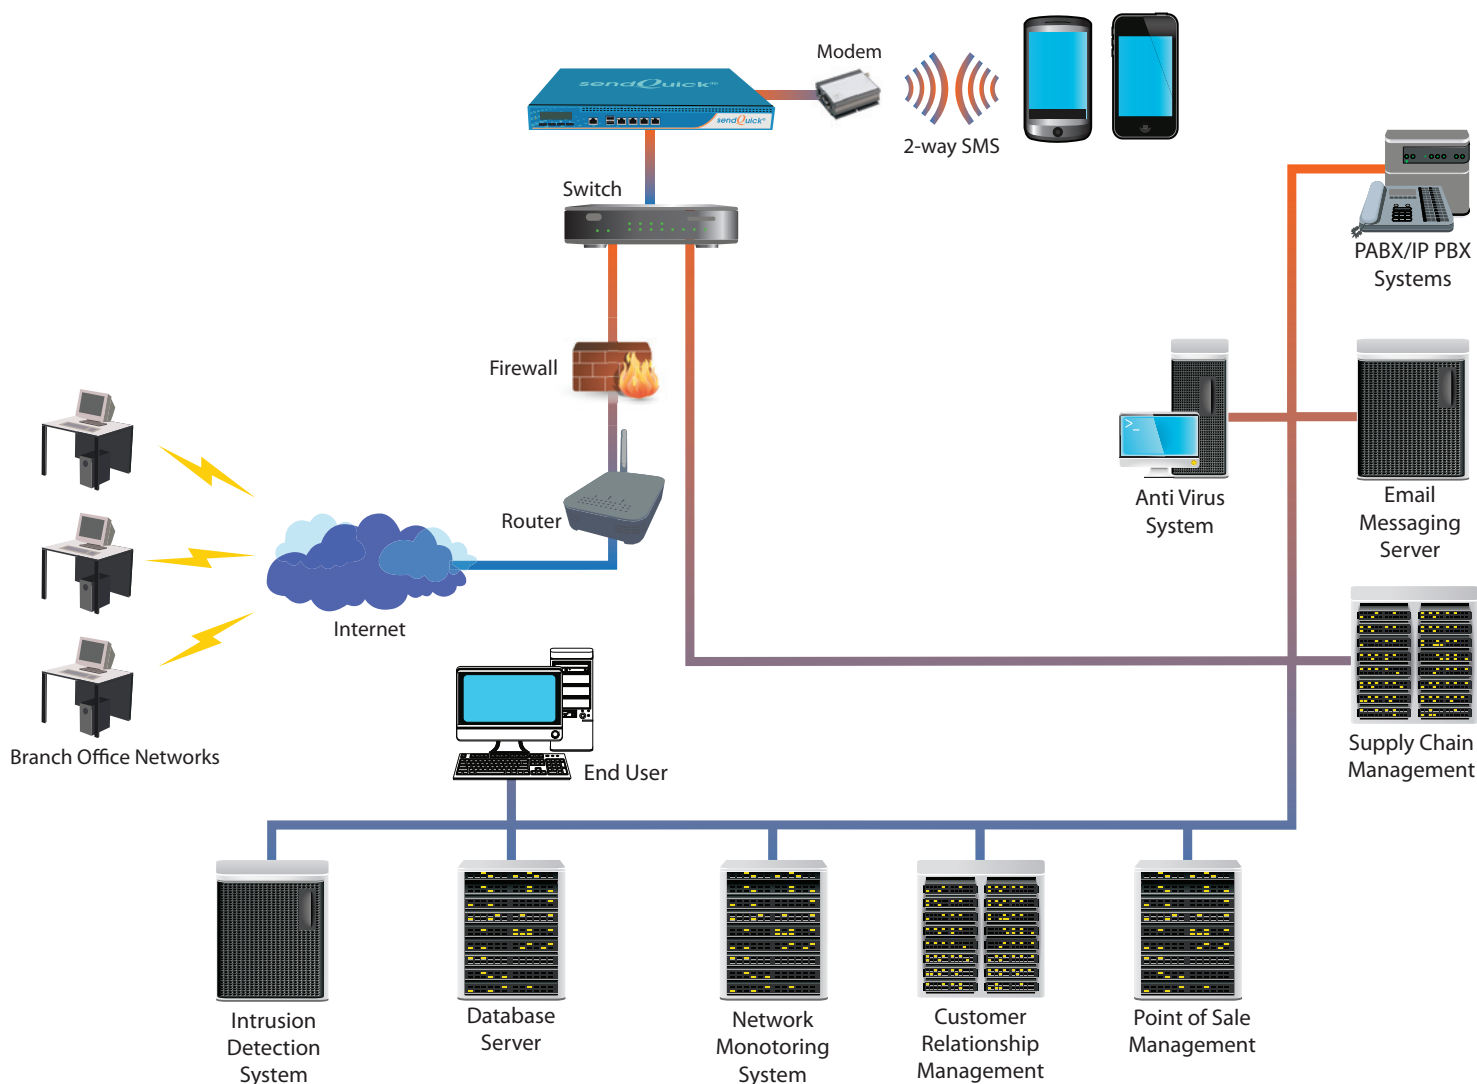 Modem
sendQuick®
sendQuick®
2-way SMS
Switch
PABX/IP PBX
Systems
Firewall
Anti Virus
System
Email
Messaging
Server
Router
Internet
Branch Office Networks
End User
Supply Chain
Management
Intrusion
Detection
System
Database
Server
Network
Monotoring
System
Customer
Relationship
Management
Point of Sale
Management